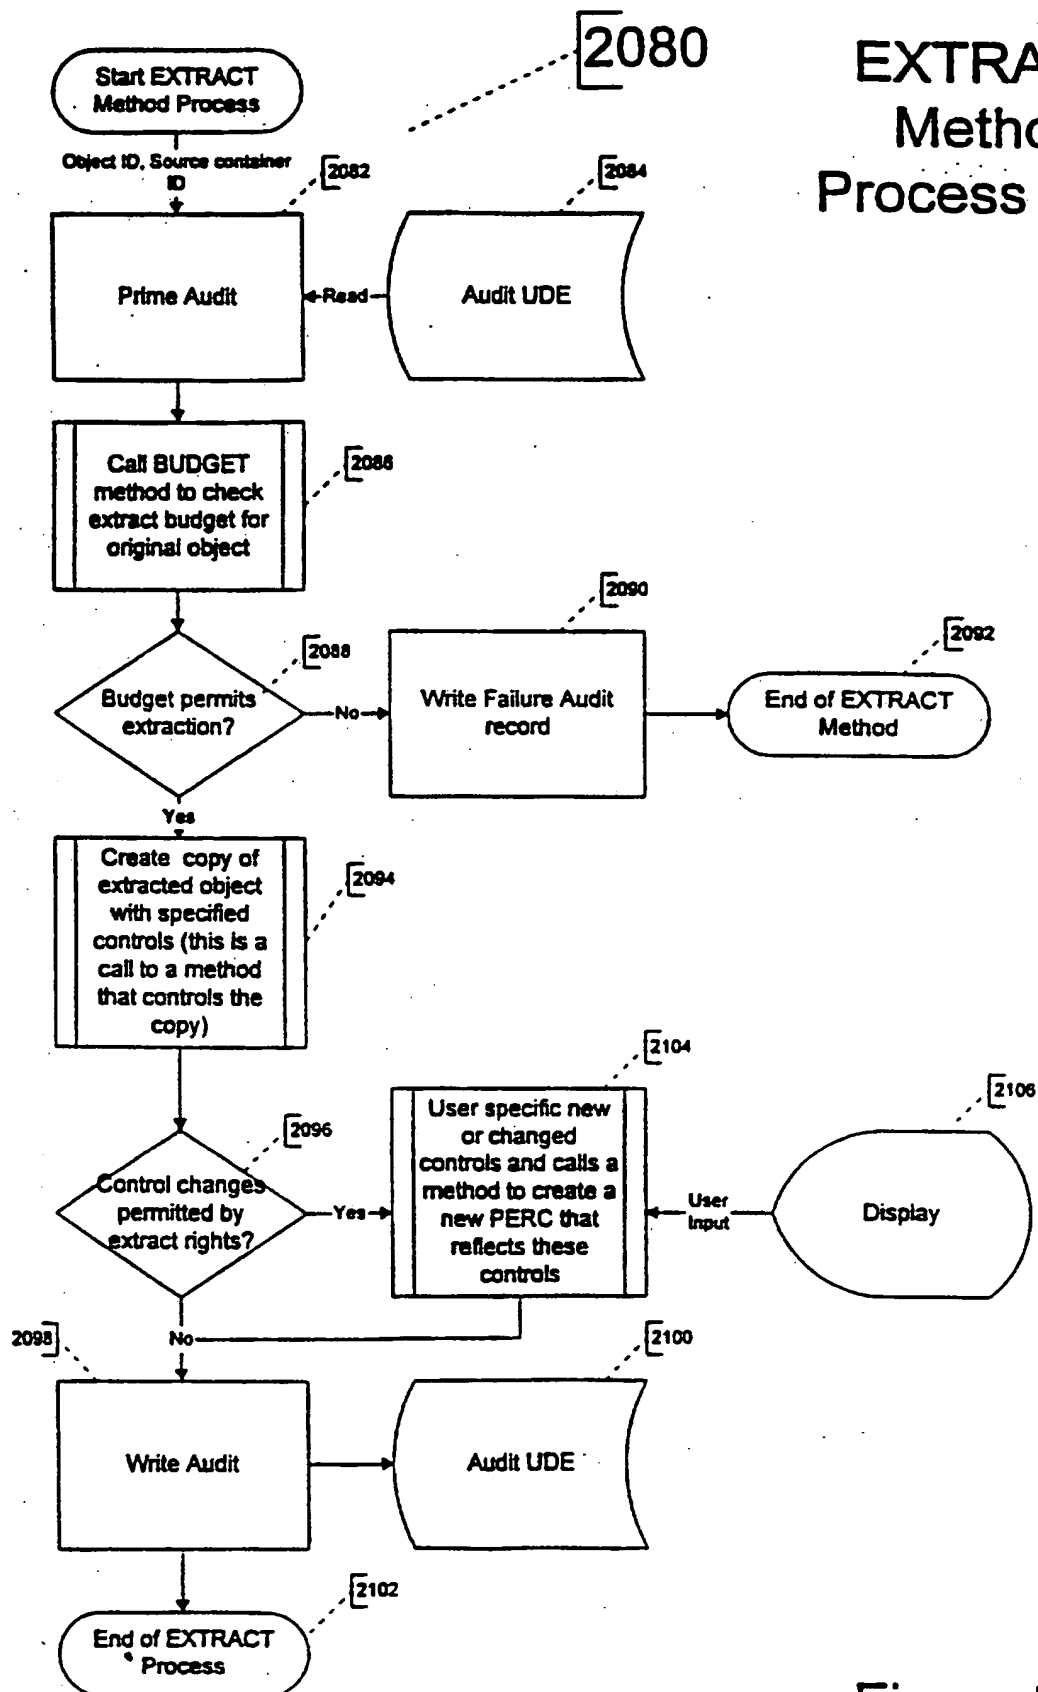 2080
EXTRA
Metho
Process
Start EXTRACT
Method Process
Object ID, Source container
ID
2082
2084
Prime Audit
Read
Audit UDE
Call BUDGET
method to check
extract budget for
original object
2086
2088
Budget permits
extraction?
No
2090
Write Failure Audit
record
2092
End of EXTRACT
Method
Yes
Create copy of
extracted object
with specified
controls (this is a
call to a method
that controls the
copy)
2094
2096
Control changes
permitted by
extract rights?
Yes
2104
User specific new
or changed
controls and calls a
method to create a
new PERC that
reflects these
controls
User
Input
2106
Display
No
2098
2100
Write Audit
Audit UDE
2102
End of EXTRACT
Process